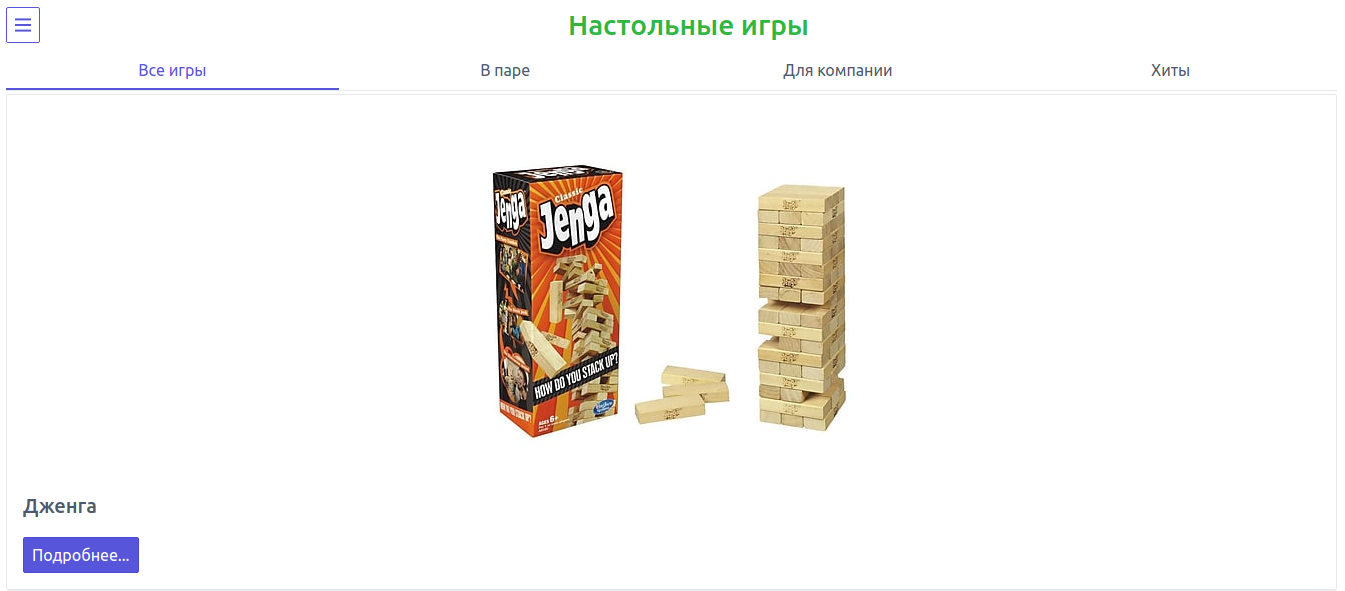 Настольные игры
Все игры
В паре
Для компании
Хиты
Jenga
Classic
Jenga
HOW DO YOU STACK UP?
AGES 6+
Hasbro
Дженга
Подробнее...